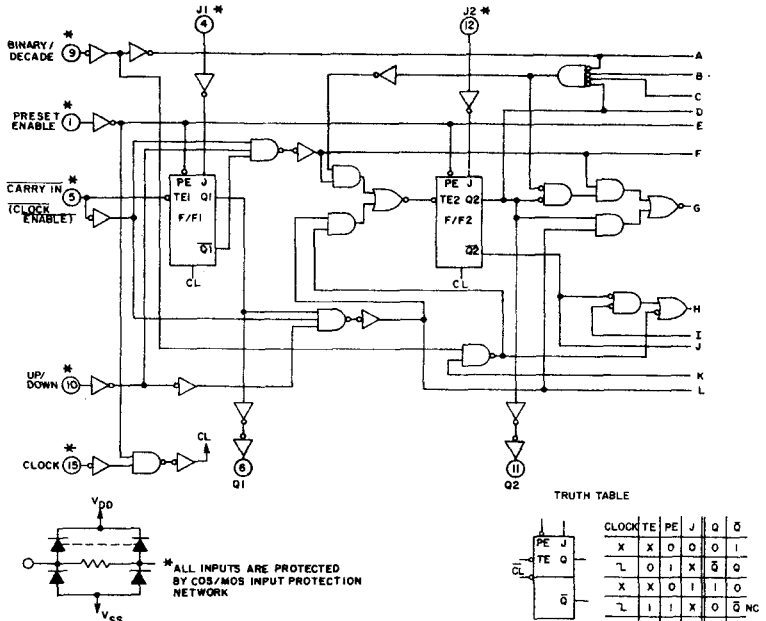 J1 *
4
J2 *
12
BINARY/
DECADE
*
9
A
B
C
D
PRESET
ENABLE
*
1
E
F
PE J
TE1 Q1
F/F1
Q1
CL
PE J
TE2 Q2
F/F2
Q2
CL
CARRY IN
(CLOCK
ENABLE)
*
5
G
H
I
J
K
L
UP/
DOWN
*
10
CLOCK
*
15
CL
6
Q1
11
Q2
VDD
VSS
*ALL INPUTS ARE PROTECTED
BY COS/MOS INPUT PROTECTION
NETWORK
TRUTH TABLE
PE J
TE Q
CL
Q̅
CLOCK TE PE J Q Q̅
X X 0 0 0 1
0 1 X Q̅ Q
X X 0 1 1 0
1 1 X Q Q̅ NC